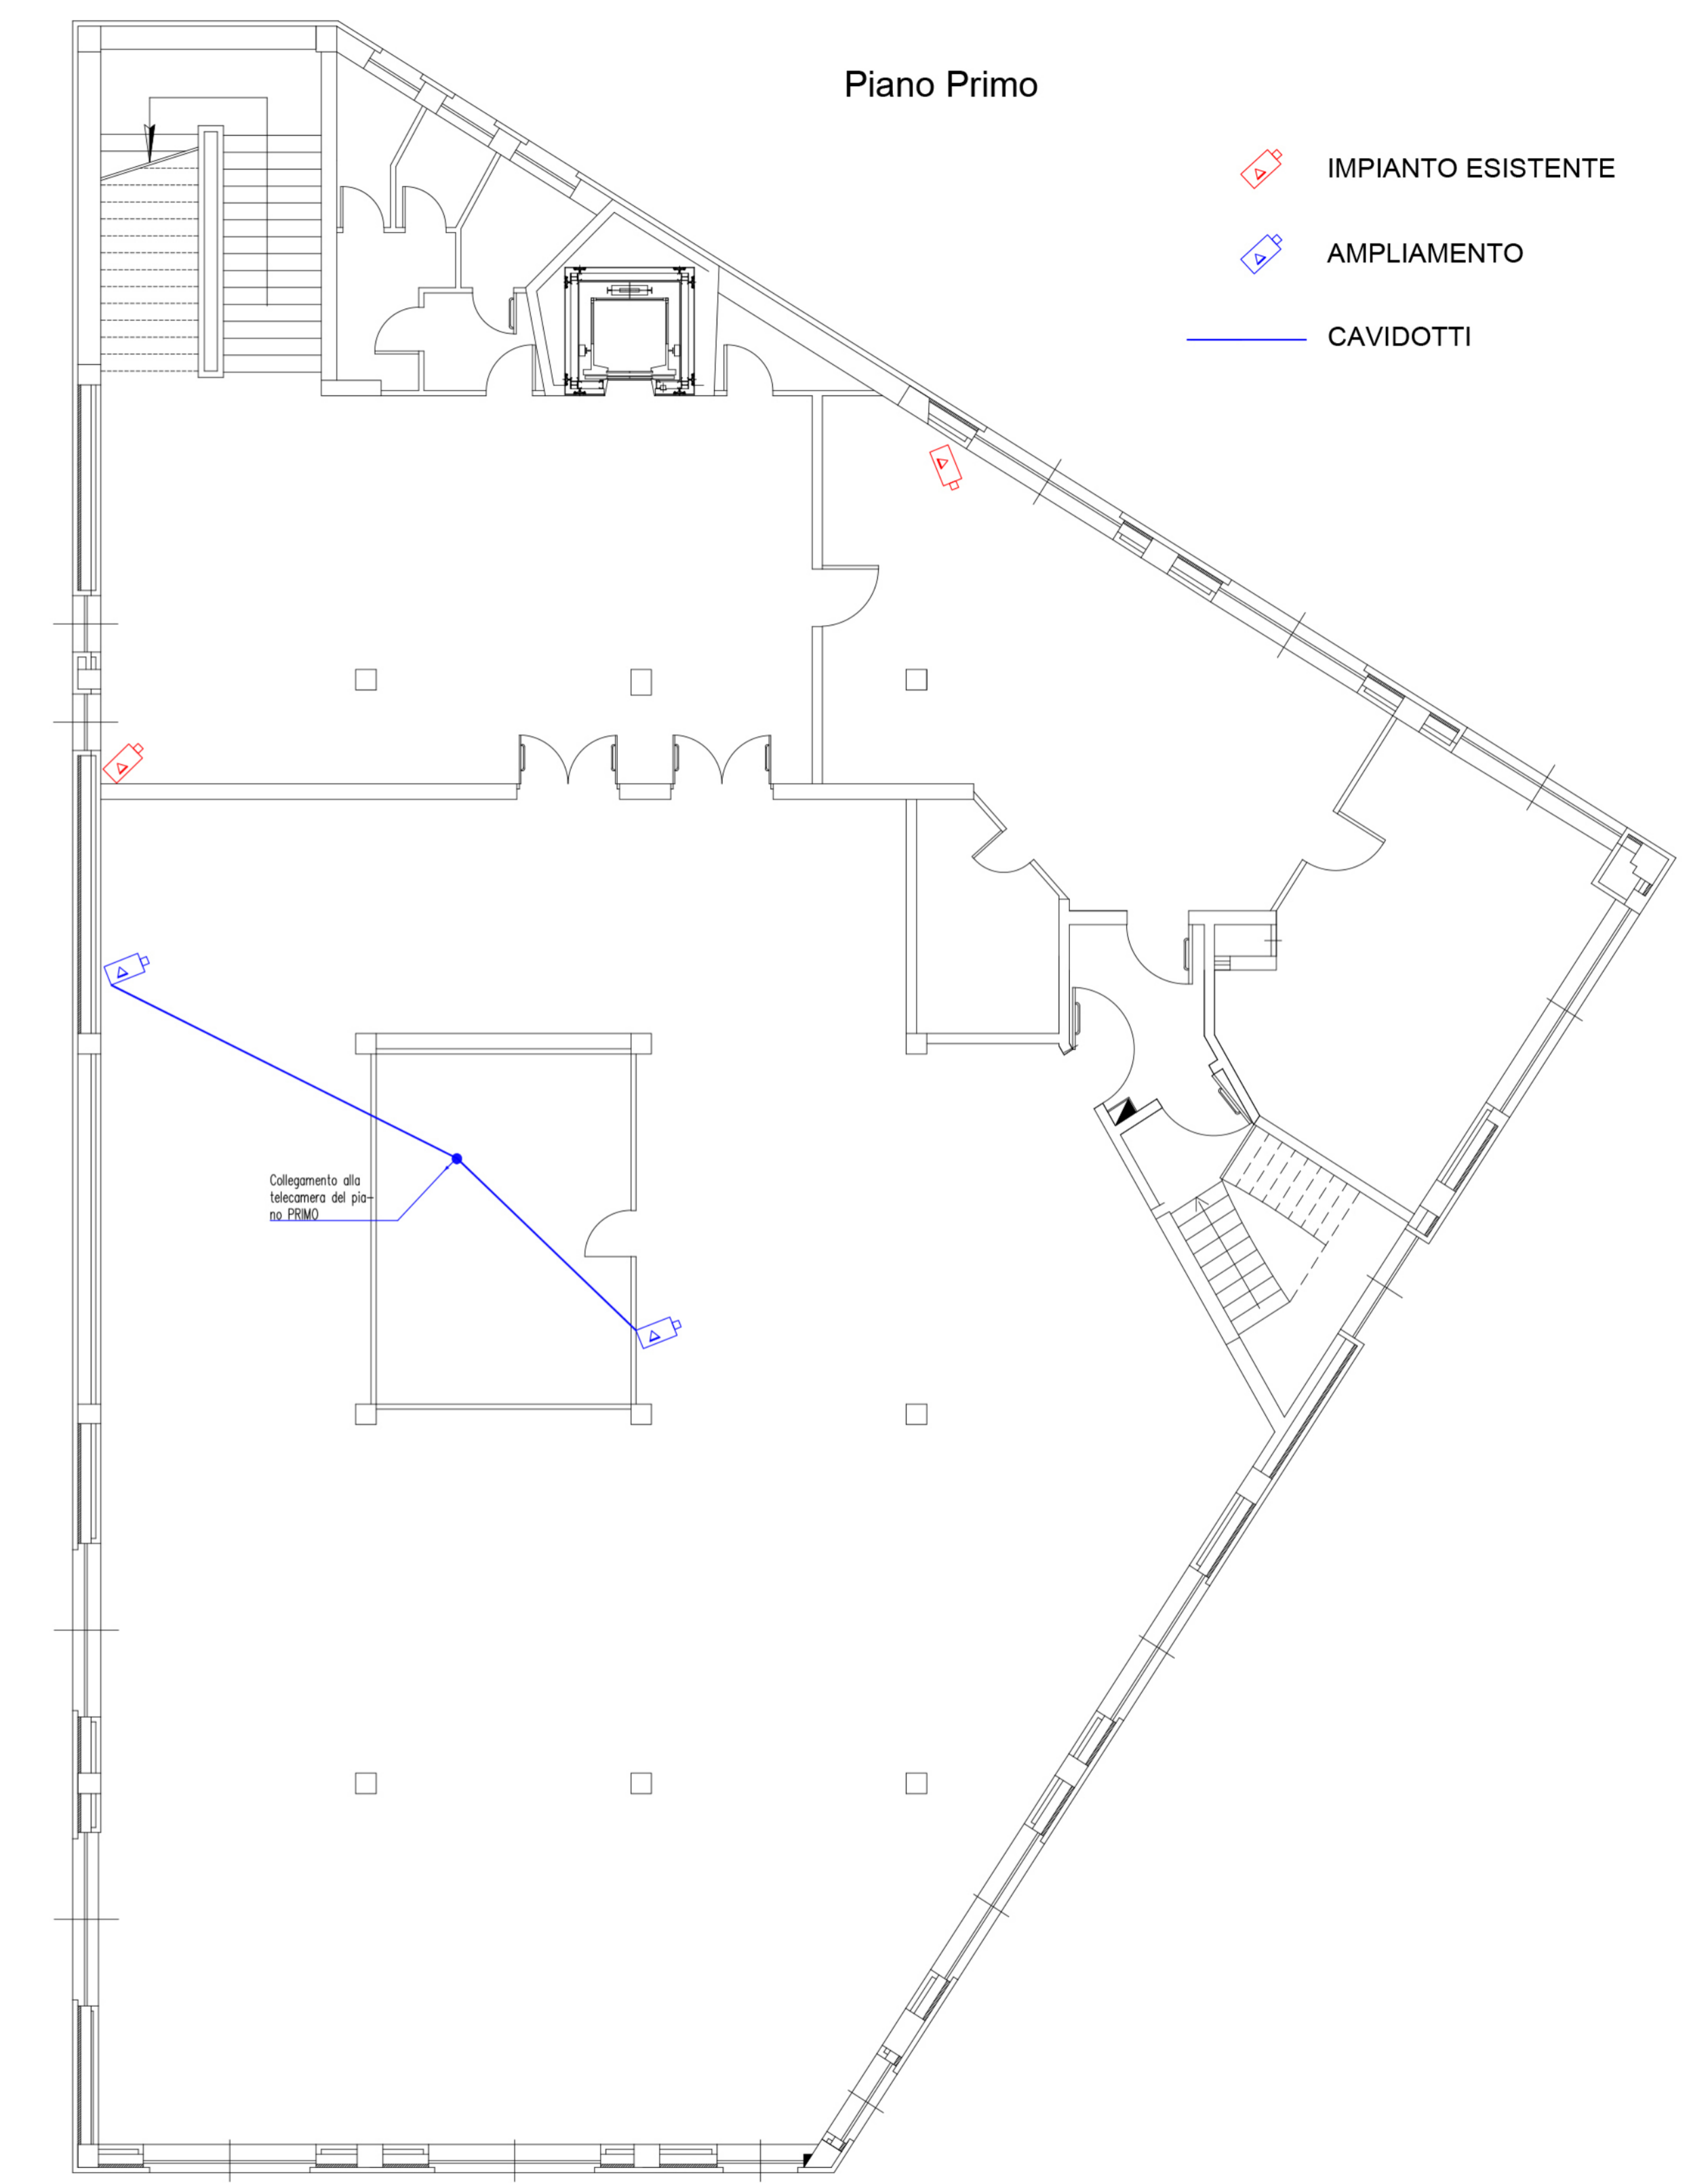 Piano Primo
IMPIANTO ESISTENTE
AMPLIAMENTO
CAVIDOTTI
Collegamento alla
telecamera del pia-
no PRIMO